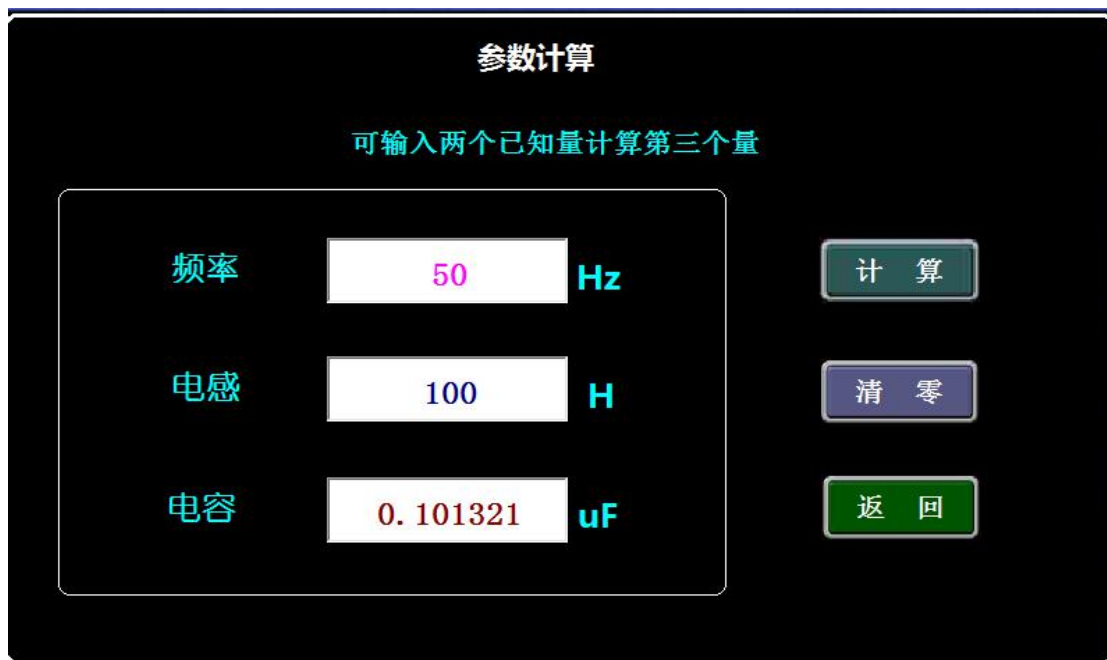 参数计算
可输入两个已知量计算第三个量
频率 50 Hz 计 算
电感 100 H 清 零
电容 0.101321 uF 返 回